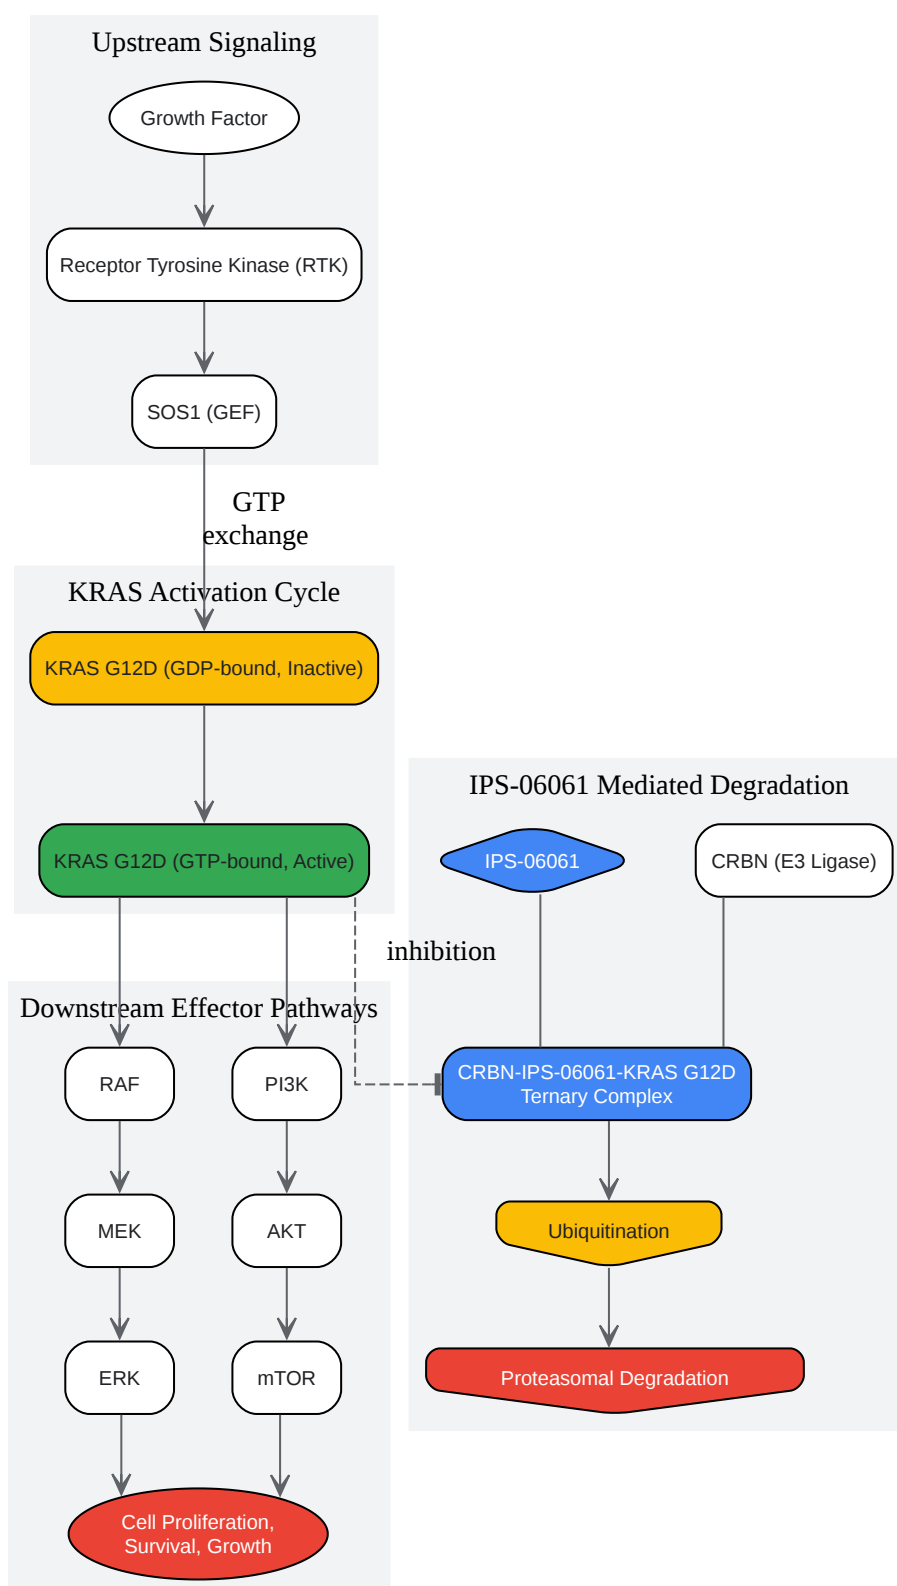 Upstream Signaling
Growth Factor
Receptor Tyrosine Kinase (RTK)
SOS1 (GEF)
GTP
exchange
KRAS Activation Cycle
KRAS G12D (GDP-bound, Inactive)
KRAS G12D (GTP-bound, Active)
IPS-06061 Mediated Degradation
IPS-06061
CRBN (E3 Ligase)
inhibition
Downstream Effector Pathways
RAF
PI3K
CRBN-IPS-06061-KRAS G12D
Ternary Complex
MEK
AKT
Ubiquitination
ERK
mTOR
Proteasomal Degradation
Cell Proliferation,
Survival, Growth